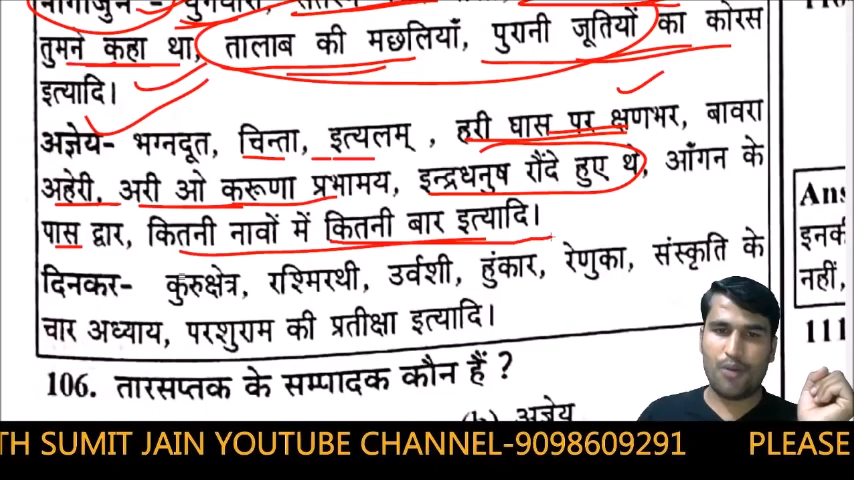 नागार्जुन - युगधारा,
तुमने कहा था, तालाब की मछलियाँ, पुरानी जूतियों का कोरस
इत्यादि।
अज्ञेय- भग्नदूत, चिन्ता, इत्यलम् , हरी घास पर क्षणभर, बावरा
अहेरी, अरी ओ करूणा प्रभामय, इन्द्रधनुष रौंदे हुए थे, आँगन के
पास द्वार, कितनी नावों में कितनी बार इत्यादि।
दिनकर- कुरुक्षेत्र, रश्मिरथी, उर्वशी, हुंकार, रेणुका, संस्कृति के
चार अध्याय, परशुराम की प्रतीक्षा इत्यादि।
106. तारसप्तक के सम्पादक कौन हैं ?
(b) अज्ञेय
Ans
इनकी
नहीं,
111
TH SUMIT JAIN YOUTUBE CHANNEL-9098609291 PLEASE